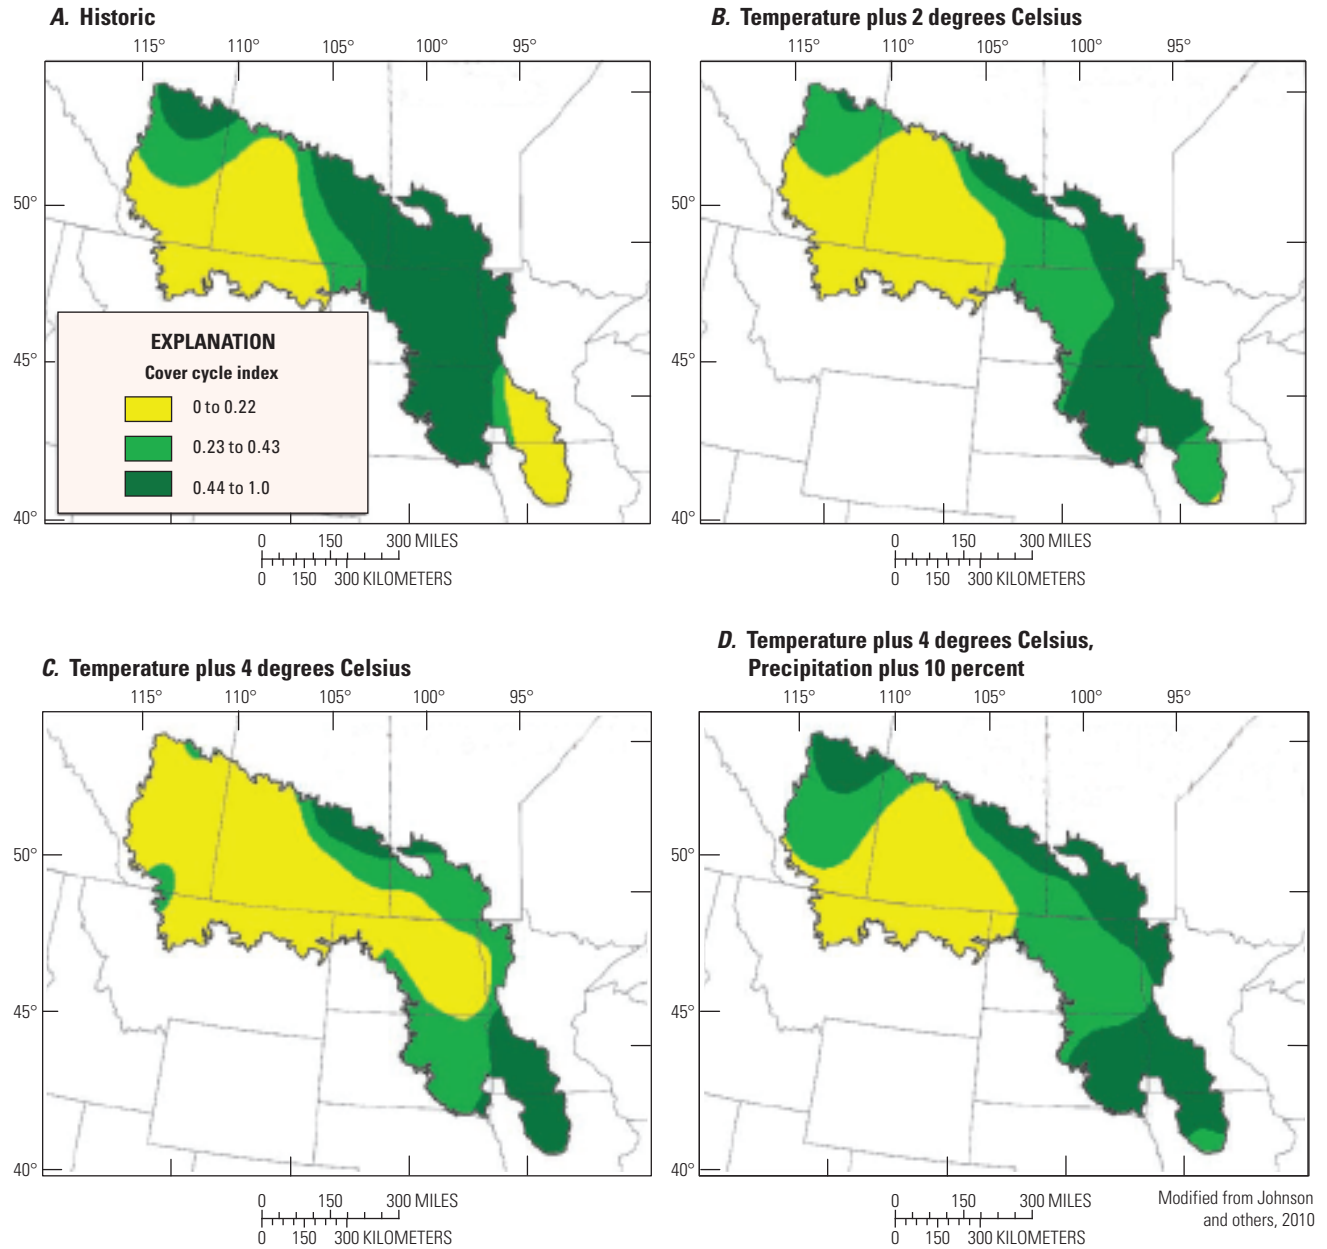 A. Historic
115° 110° 105° 100° 95°
50°
45°
40°
EXPLANATION
Cover cycle index
0 to 0.22
0.23 to 0.43
0.44 to 1.0
0 150 300 MILES
0 150 300 KILOMETERS
B. Temperature plus 2 degrees Celsius
115° 110° 105° 100° 95°
50°
45°
40°
0 150 300 MILES
0 150 300 KILOMETERS
C. Temperature plus 4 degrees Celsius
115° 110° 105° 100° 95°
50°
45°
40°
0 150 300 MILES
0 150 300 KILOMETERS
D. Temperature plus 4 degrees Celsius,
Precipitation plus 10 percent
115° 110° 105° 100° 95°
50°
45°
40°
0 150 300 MILES
0 150 300 KILOMETERS
Modified from Johnson
and others, 2010